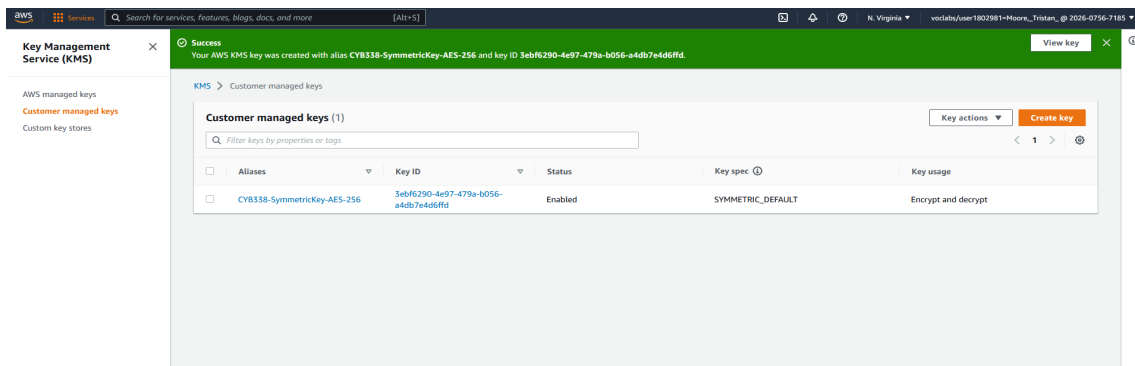 aws Services Search for services, features, blogs, docs, and more [Alt+S] N. Virginia ▼ voclabs/user1802981=Moore,_Tristan_ @ 2026-0756-7185 ▼
Key Management Service (KMS)
AWS managed keys
Customer managed keys
Custom key stores
Success
Your AWS KMS key was created with alias CYB338-SymmetricKey-AES-256 and key ID 3ebf6290-4e97-479a-b056-a4db7e4d6ffd.
View key
KMS > Customer managed keys
Customer managed keys (1)
Key actions ▼ Create key
Filter keys by properties or tags
< 1 >
Aliases Key ID Status Key spec Key usage
CYB338-SymmetricKey-AES-256 3ebf6290-4e97-479a-b056-a4db7e4d6ffd Enabled SYMMETRIC_DEFAULT Encrypt and decrypt